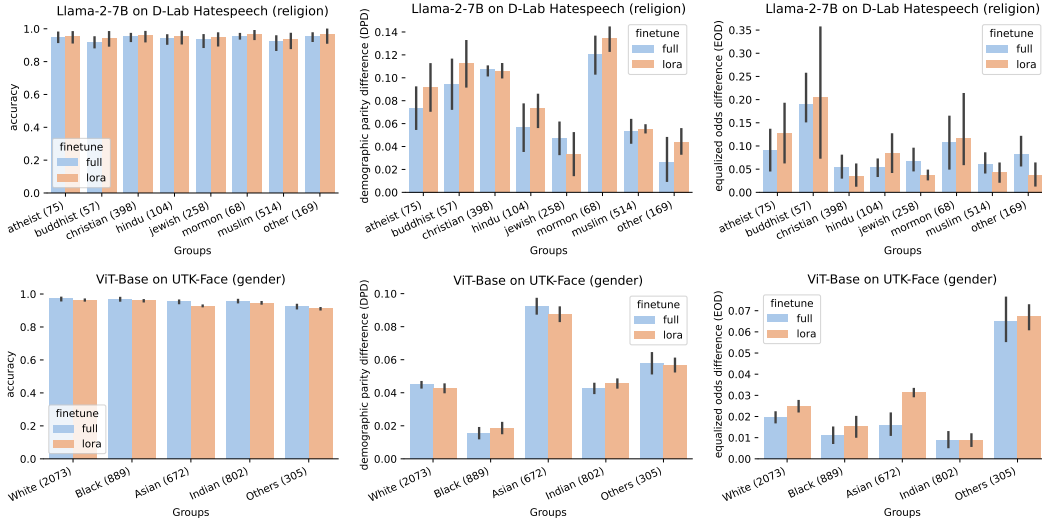 Llama-2-7B on D-Lab Hatespeech (religion)
accuracy
1.0
0.8
0.6
0.4
0.2
0.0
finetune
full
lora
atheist (75)
buddhist (57)
christian (398)
hindu (104)
jewish (258)
mormon (68)
muslim (514)
other (169)
Groups
Llama-2-7B on D-Lab Hatespeech (religion)
demographic parity difference (DPD)
0.14
0.12
0.10
0.08
0.06
0.04
0.02
0.00
finetune
full
lora
atheist (75)
buddhist (57)
christian (398)
hindu (104)
jewish (258)
mormon (68)
muslim (514)
other (169)
Groups
Llama-2-7B on D-Lab Hatespeech (religion)
equalized odds difference (EOD)
0.35
0.30
0.25
0.20
0.15
0.10
0.05
0.00
finetune
full
lora
atheist (75)
buddhist (57)
christian (398)
hindu (104)
jewish (258)
mormon (68)
muslim (514)
other (169)
Groups
ViT-Base on UTK-Face (gender)
accuracy
1.0
0.8
0.6
0.4
0.2
0.0
finetune
full
lora
White (2073)
Black (889)
Asian (672)
Indian (802)
Others (305)
Groups
ViT-Base on UTK-Face (gender)
demographic parity difference (DPD)
0.10
0.08
0.06
0.04
0.02
0.00
finetune
full
lora
White (2073)
Black (889)
Asian (672)
Indian (802)
Others (305)
Groups
ViT-Base on UTK-Face (gender)
equalized odds difference (EOD)
0.07
0.06
0.05
0.04
0.03
0.02
0.01
0.00
finetune
full
lora
White (2073)
Black (889)
Asian (672)
Indian (802)
Others (305)
Groups